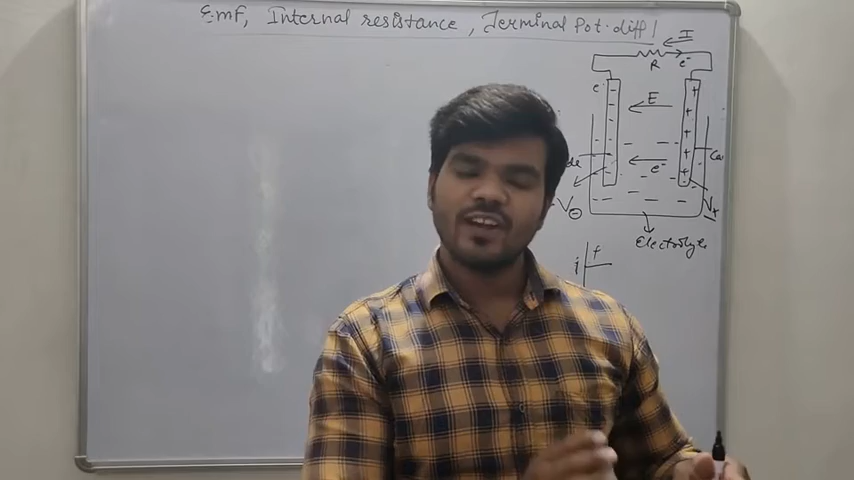 Emf, Internal resistance, Terminal Pot. diff
I
R
e⁻
e⁻
E
e⁻
V₊
V⊖
Electrolyte